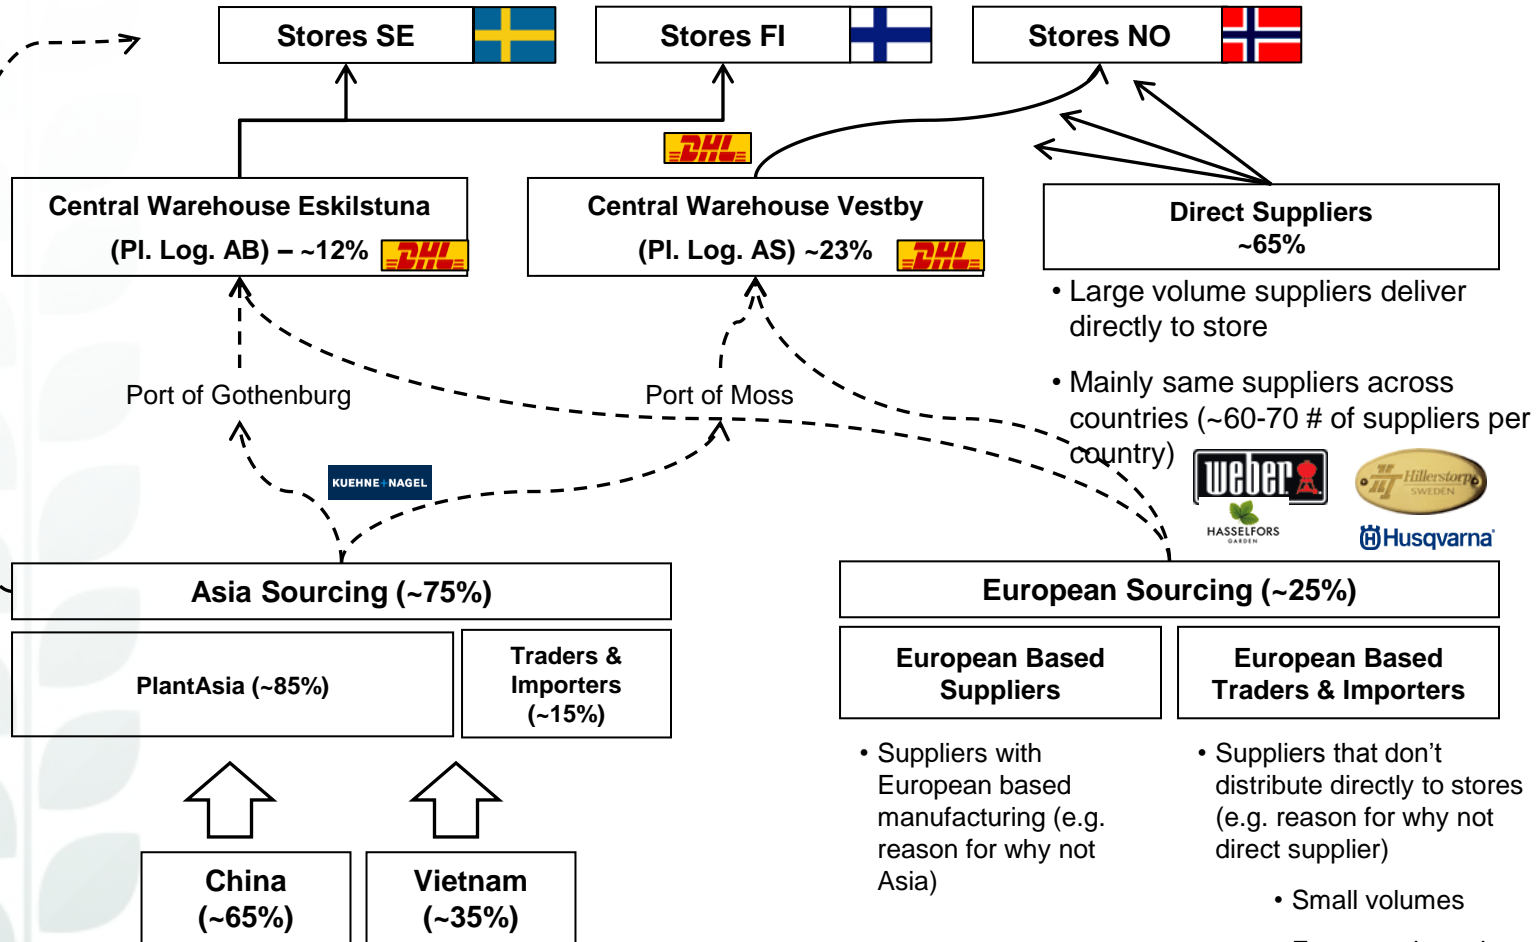 Stores SE
Stores FI
Stores NO
DHL
Central Warehouse Eskilstuna
(Pl. Log. AB) – ~12%
DHL
Central Warehouse Vestby
(Pl. Log. AS) ~23%
DHL
Direct Suppliers
~65%
• Large volume suppliers deliver
directly to store
• Mainly same suppliers across
countries (~60-70 # of suppliers per
country)
Port of Gothenburg
Port of Moss
KUEHNE+NAGEL
weber
Hillerstorp
SWEDEN
HASSELFORS
GARDEN
Husqvarna
Asia Sourcing (~75%)
European Sourcing (~25%)
PlantAsia (~85%)
Traders &
Importers
(~15%)
European Based
Suppliers
European Based
Traders & Importers
• Suppliers with
European based
manufacturing (e.g.
reason for why not
Asia)
• Suppliers that don’t
distribute directly to stores
(e.g. reason for why not
direct supplier)
• Small volumes
China
(~65%)
Vietnam
(~35%)